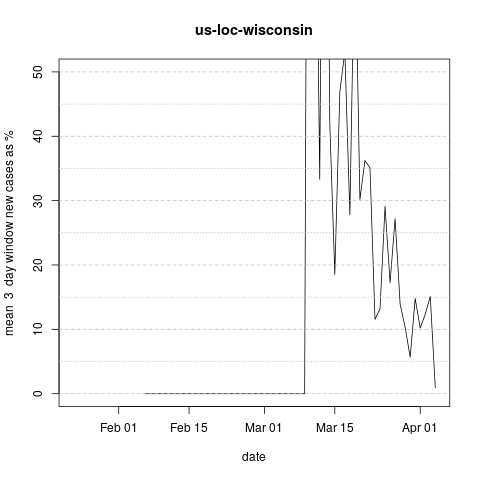 us-loc-wisconsin
mean 3 day window new cases as %
50
40
30
20
10
0
Feb 01 Feb 15 Mar 01 Mar 15 Apr 01
date